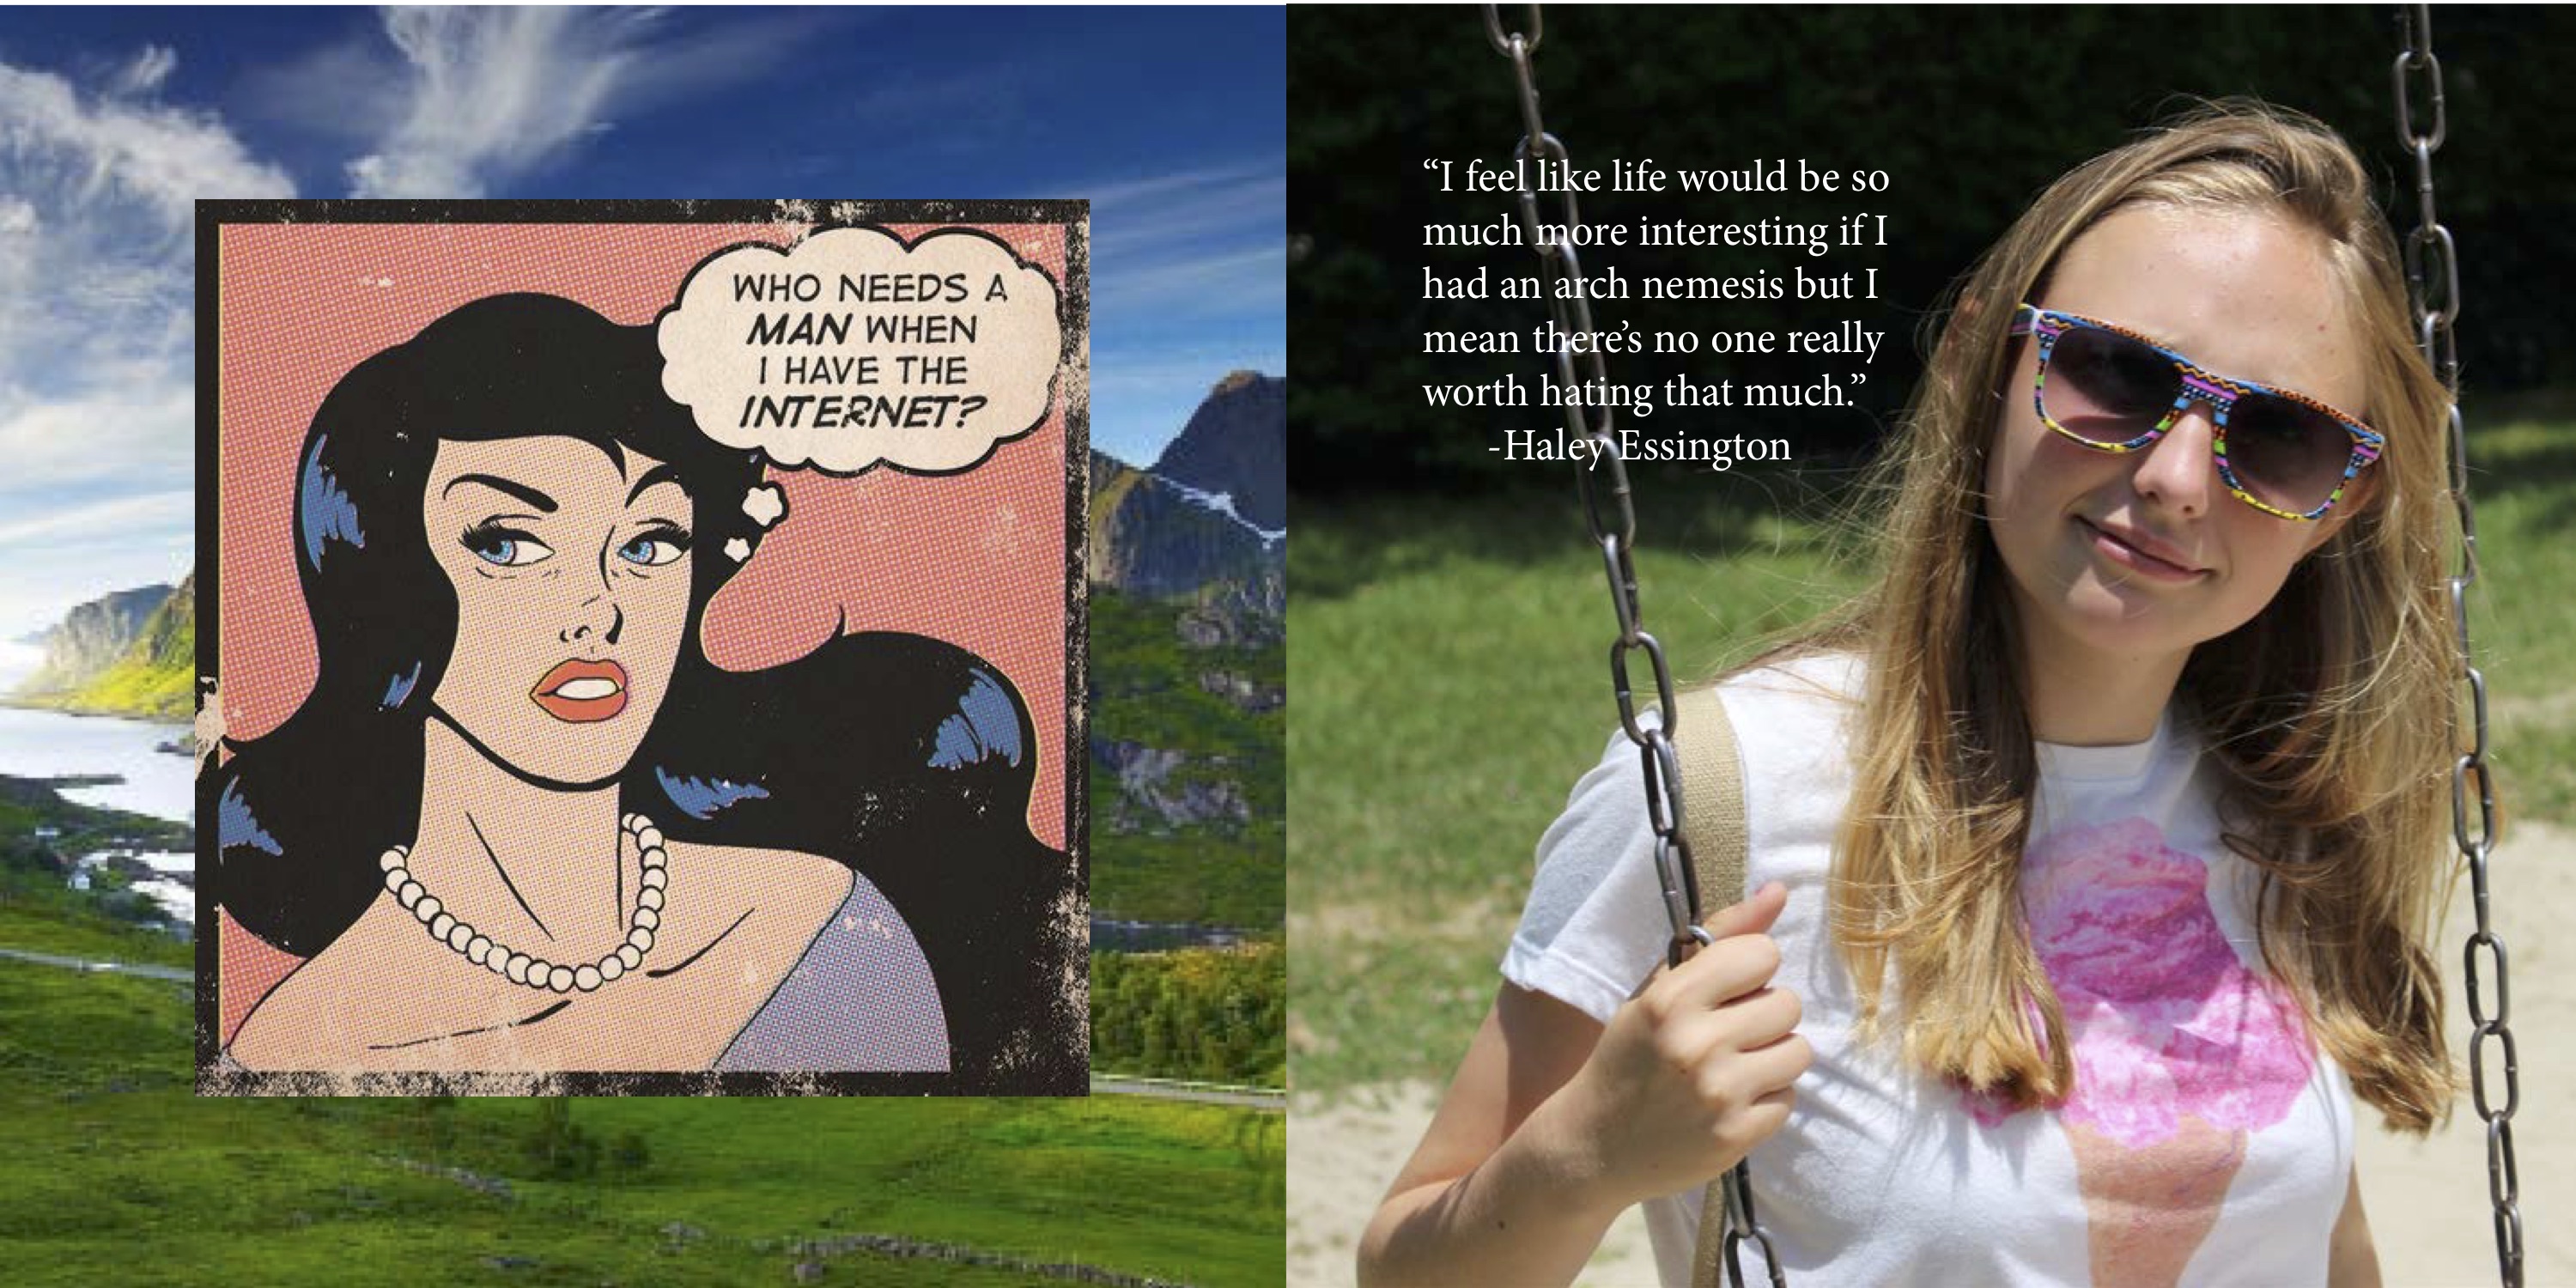 WHO NEEDS A
MAN WHEN
I HAVE THE
INTERNET?
“I feel like life would be so
much more interesting if I
had an arch nemesis but I
mean there’s no one really
worth hating that much.”
-Haley Essington